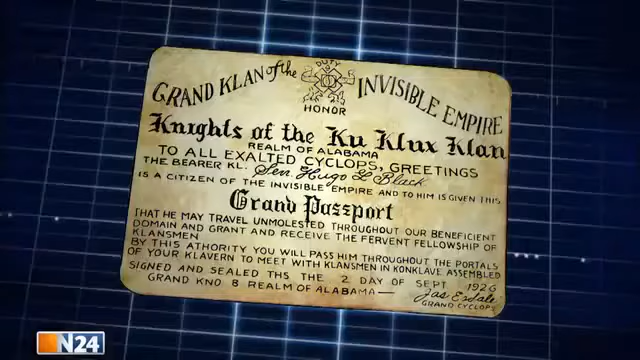 GRAND KLAN of the INVISIBLE EMPIRE
DUTY
HONOR
Knights of the Ku Klux Klan
REALM OF ALABAMA
TO ALL EXALTED CYCLOPS, GREETINGS
THE BEARER KL. Sen. Hugo L Black
IS A CITIZEN OF THE INVISIBLE EMPIRE AND TO HIM IS GIVEN THIS
Grand Passport
THAT HE MAY TRAVEL UNMOLESTED THROUGHOUT OUR BENEFICIENT
DOMAIN AND GRANT AND RECEIVE THE FERVENT FELLOWSHIP OF
KLANSMEN
BY THIS ATHORITY YOU WILL PASS HIM THROUGHOUT THE PORTALS
OF YOUR KLAVERN TO MEET WITH KLANSMEN IN KONKLAVE ASSEMBLED
SIGNED AND SEALED THS THE 2 DAY OF SEPT 1926
GRAND KNO 8 REALM OF ALABAMA— Jas Esdale
GRAND CYCLOPS
N24